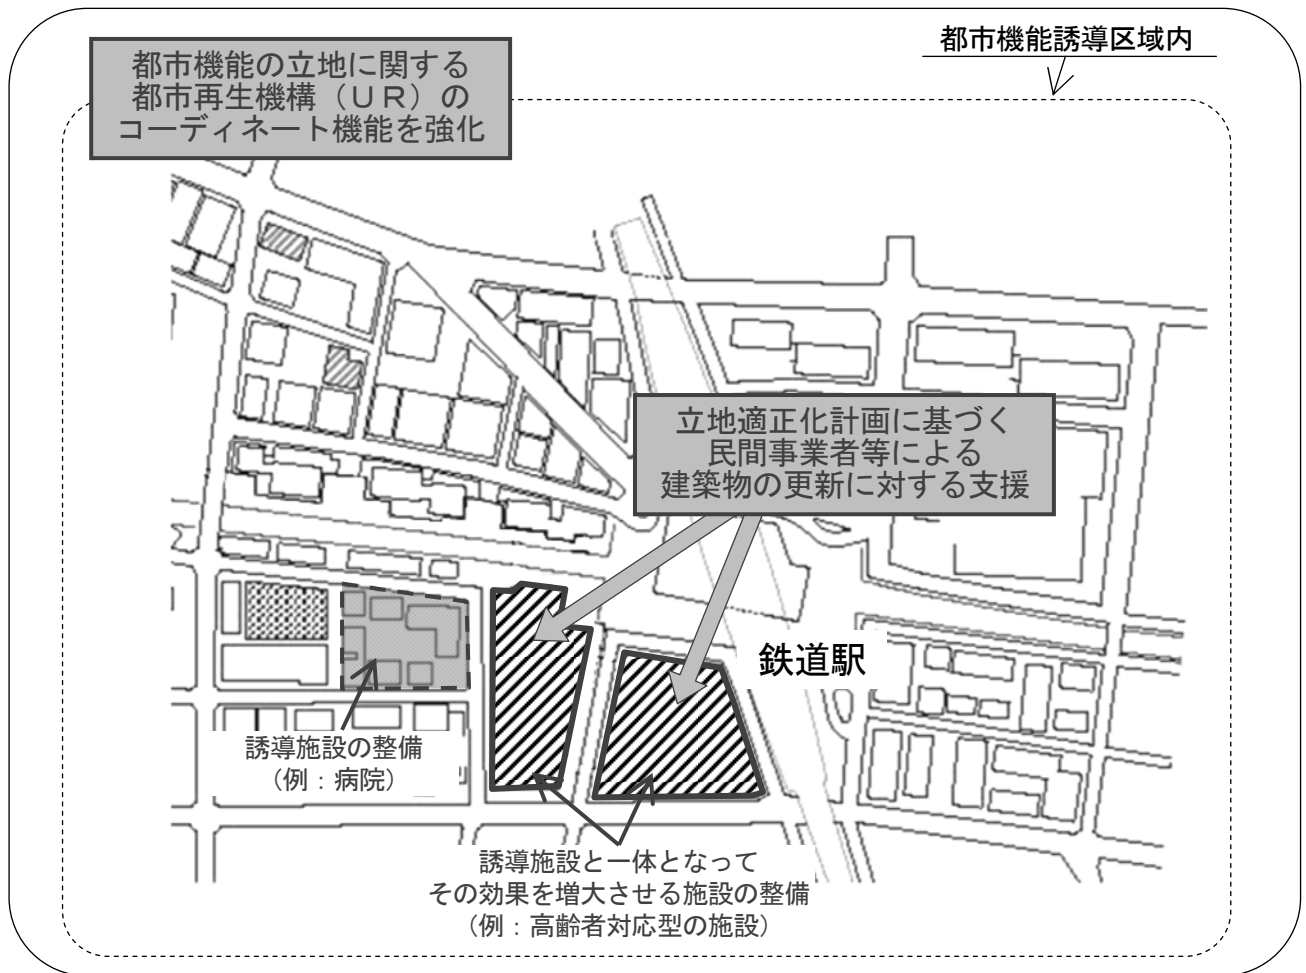 都市機能誘導区域内
都市機能の立地に関する
都市再生機構（ＵＲ）の
コーディネート機能を強化
立地適正化計画に基づく
民間事業者等による
建築物の更新に対する支援
鉄道駅
誘導施設の整備
（例：病院）
誘導施設と一体となって
その効果を増大させる施設の整備
（例：高齢者対応型の施設）